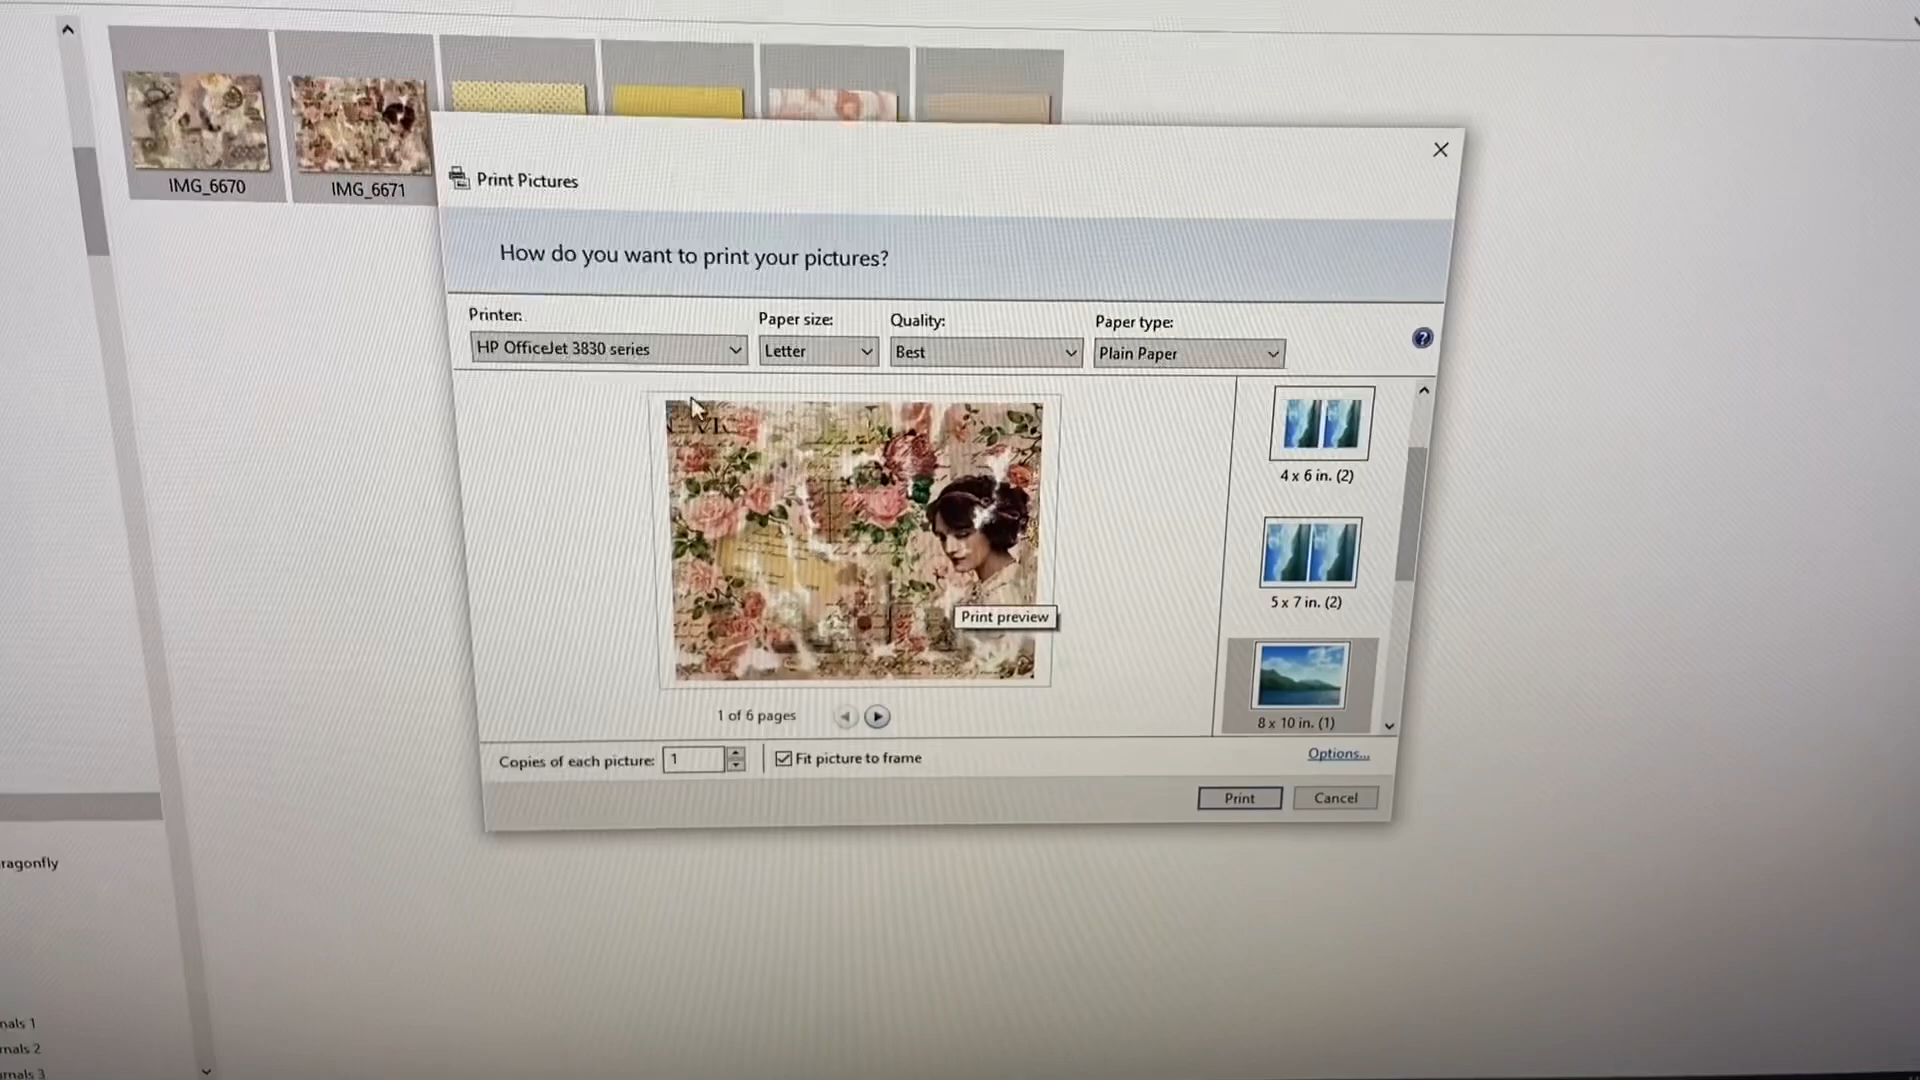 IMG_6670
IMG_6671
Print Pictures
How do you want to print your pictures?
Printer:
Paper size:
Quality:
Paper type:
HP OfficeJet 3830 series
Letter
Best
Plain Paper
4 x 6 in. (2)
5 x 7 in. (2)
Print preview
8 x 10 in. (1)
1 of 6 pages
Copies of each picture:
1
Fit picture to frame
Options...
Print
Cancel
ragonfly
nals 1
rnals 2
urnals 3